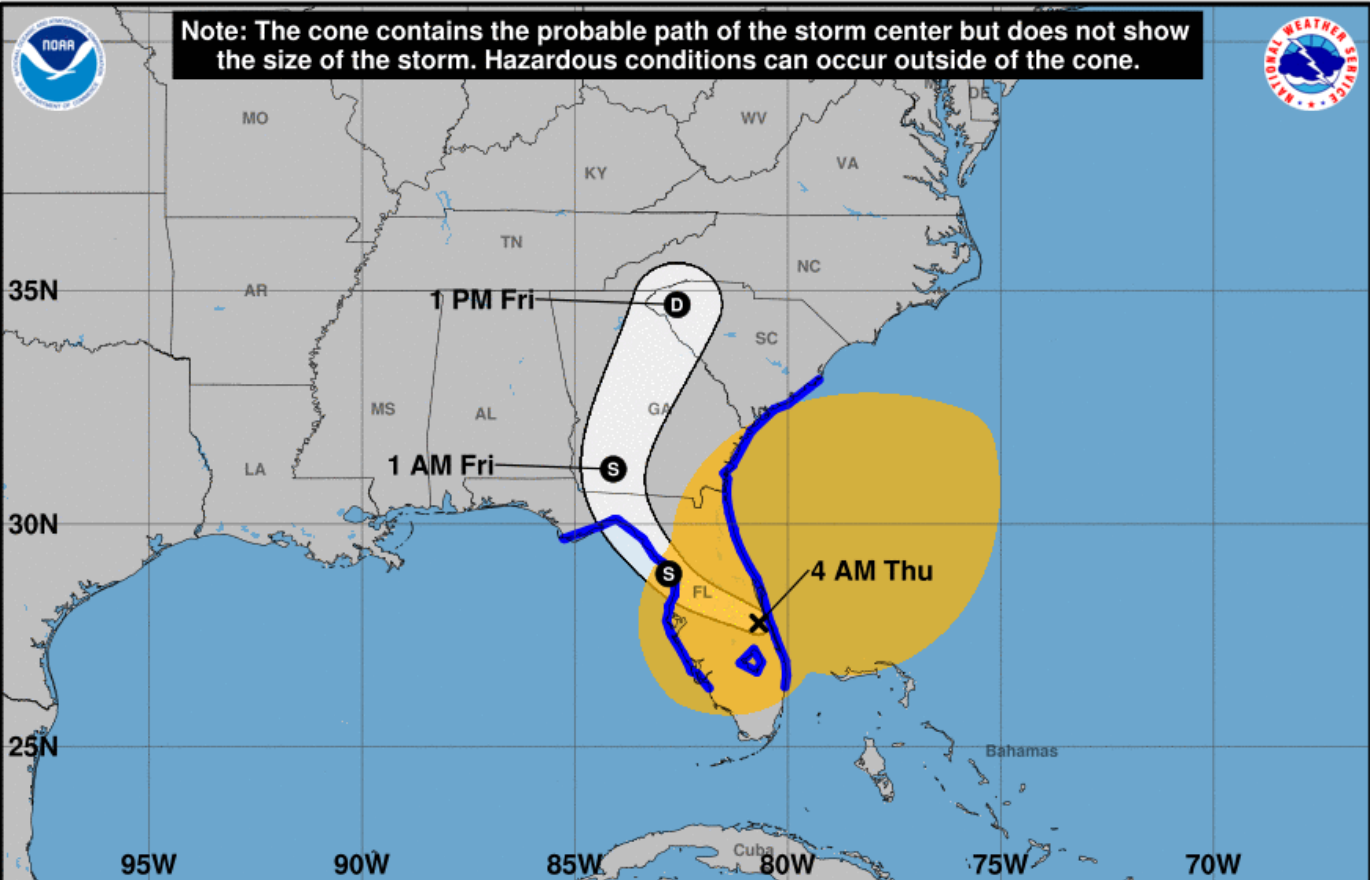 Note: The cone contains the probable path of the storm center but does not show
the size of the storm. Hazardous conditions can occur outside of the cone.
NOAA
NATIONAL WEATHER SERVICE
DE
MO
WV
VA
KY
TN
NC
35N
AR
1 PM Fri
D
SC
MS
AL
GA
LA
1 AM Fri
S
30N
S
FL
4 AM Thu
25N
Bahamas
Cuba
95W
90W
85W
80W
75W
70W